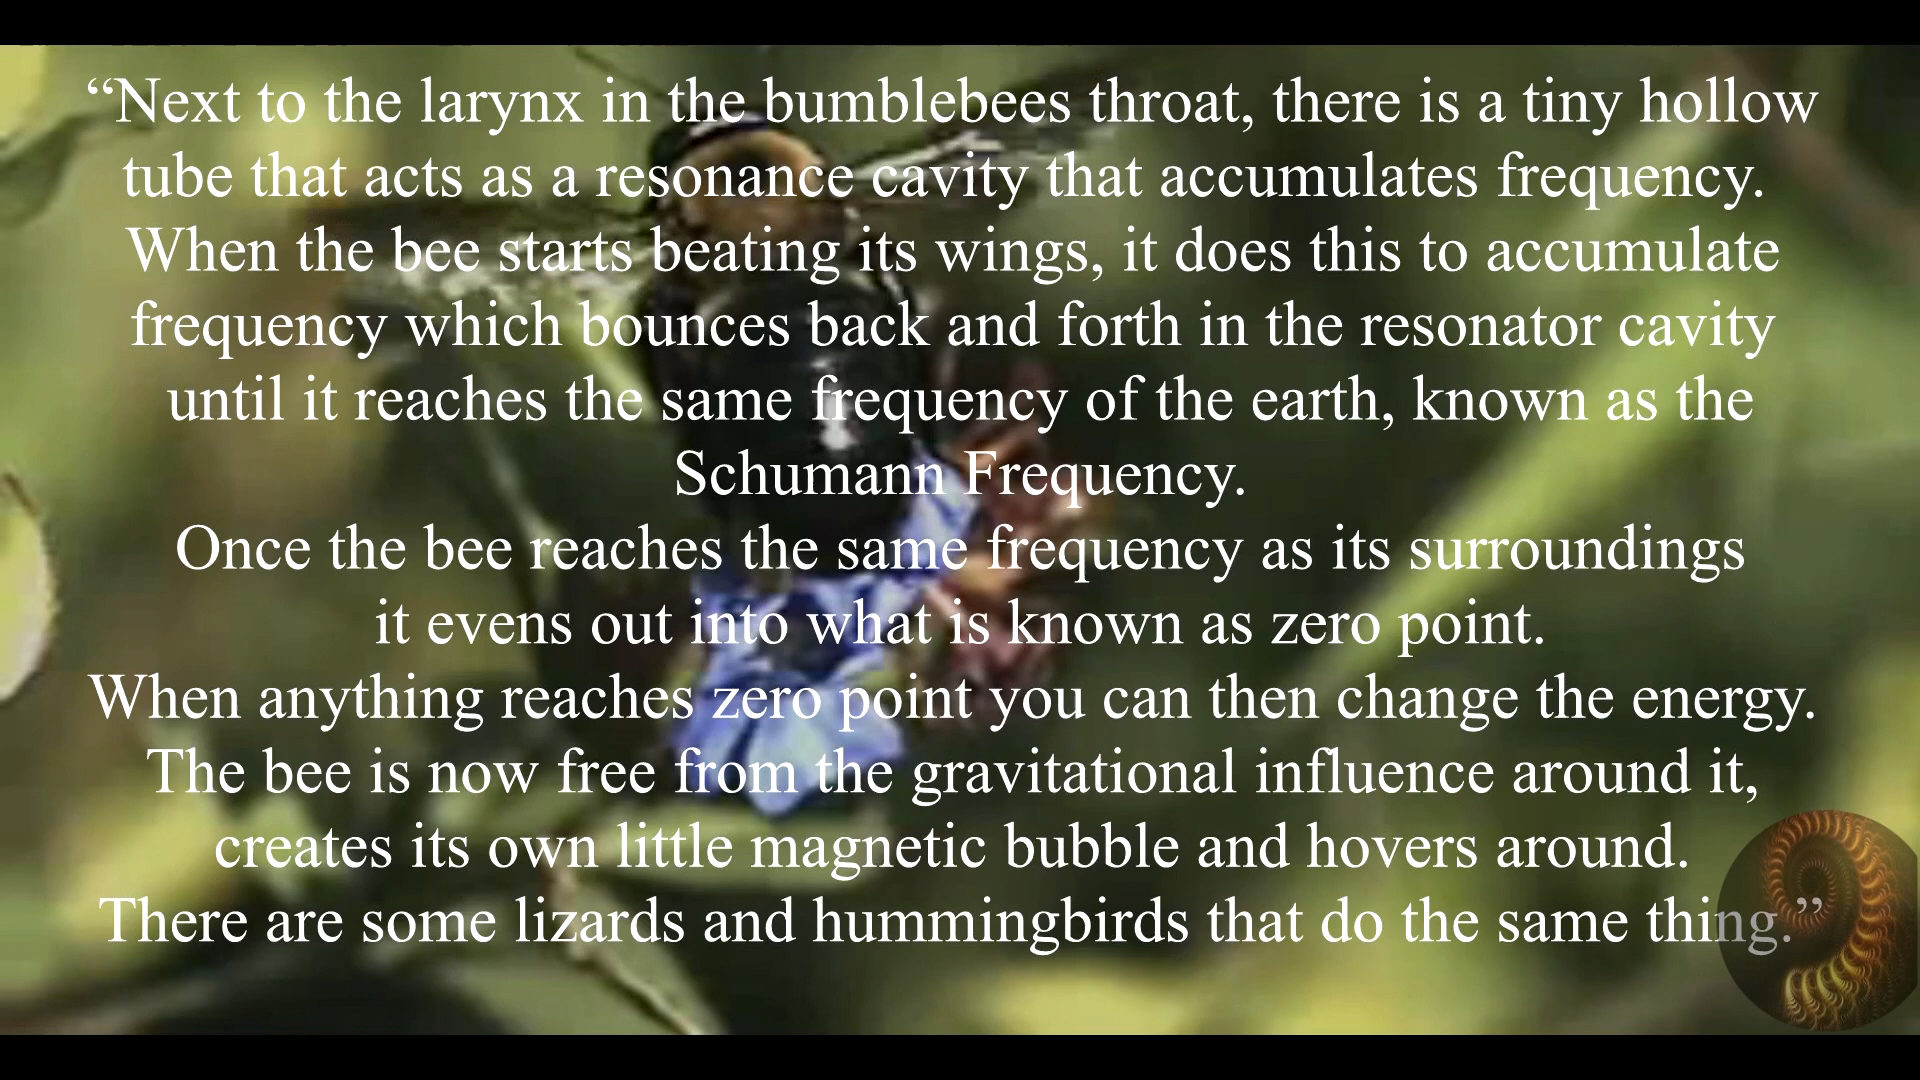 “Next to the larynx in the bumblebees throat, there is a tiny hollow
tube that acts as a resonance cavity that accumulates frequency.
When the bee starts beating its wings, it does this to accumulate
frequency which bounces back and forth in the resonator cavity
until it reaches the same frequency of the earth, known as the
Schumann Frequency.
Once the bee reaches the same frequency as its surroundings
it evens out into what is known as zero point.
When anything reaches zero point you can then change the energy.
The bee is now free from the gravitational influence around it,
creates its own little magnetic bubble and hovers around.
There are some lizards and hummingbirds that do the same thing.”